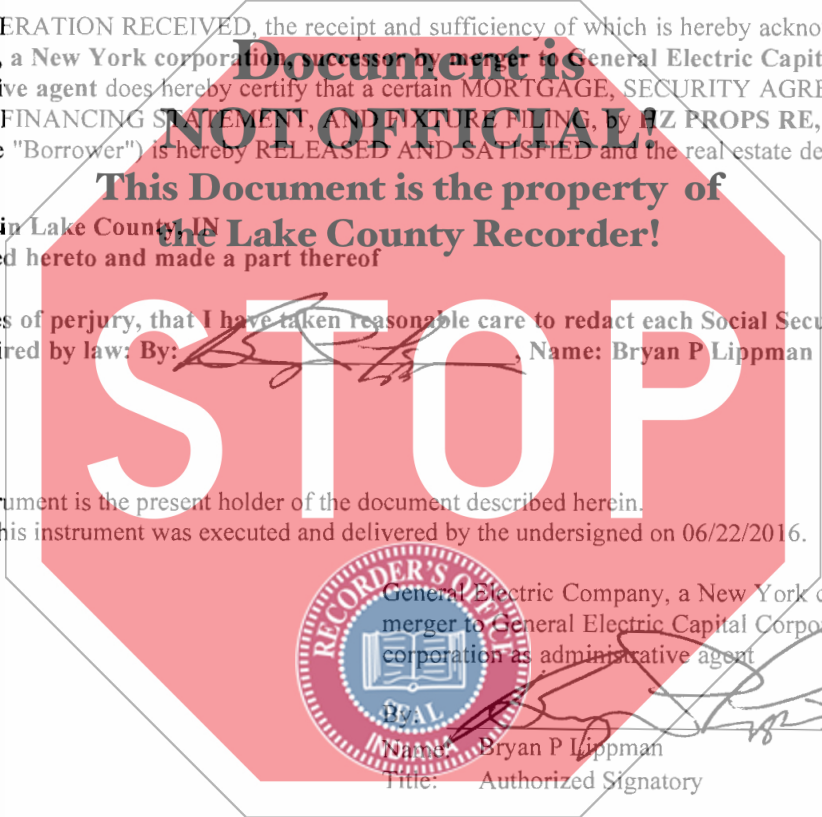 ERATION RECEIVED, the receipt and sufficiency of which is hereby ackno
, a New York corporation, successor by merger to General Electric Capit
ive agent does hereby certify that a certain MORTGAGE, SECURITY AGRE
FINANCING STATEMENT, AND FIXTURE FILING, by HZ PROPS RE,
e "Borrower") is hereby RELEASED AND SATISFIED and the real estate de
Document is
NOT OFFICIAL!
This Document is the property of
the Lake County Recorder!
in Lake County, IN
ed hereto and made a part thereof
s of perjury, that I have taken reasonable care to redact each Social Secu
ired by law: By: , Name: Bryan P Lippman
STOP
rument is the present holder of the document described herein.
his instrument was executed and delivered by the undersigned on 06/22/2016.
RECORDER'S OFFICE
SEAL
INDIANA
General Electric Company, a New York c
merger to General Electric Capital Corpo
corporation as administrative agent
By:
Name: Bryan P Lippman
Title: Authorized Signatory